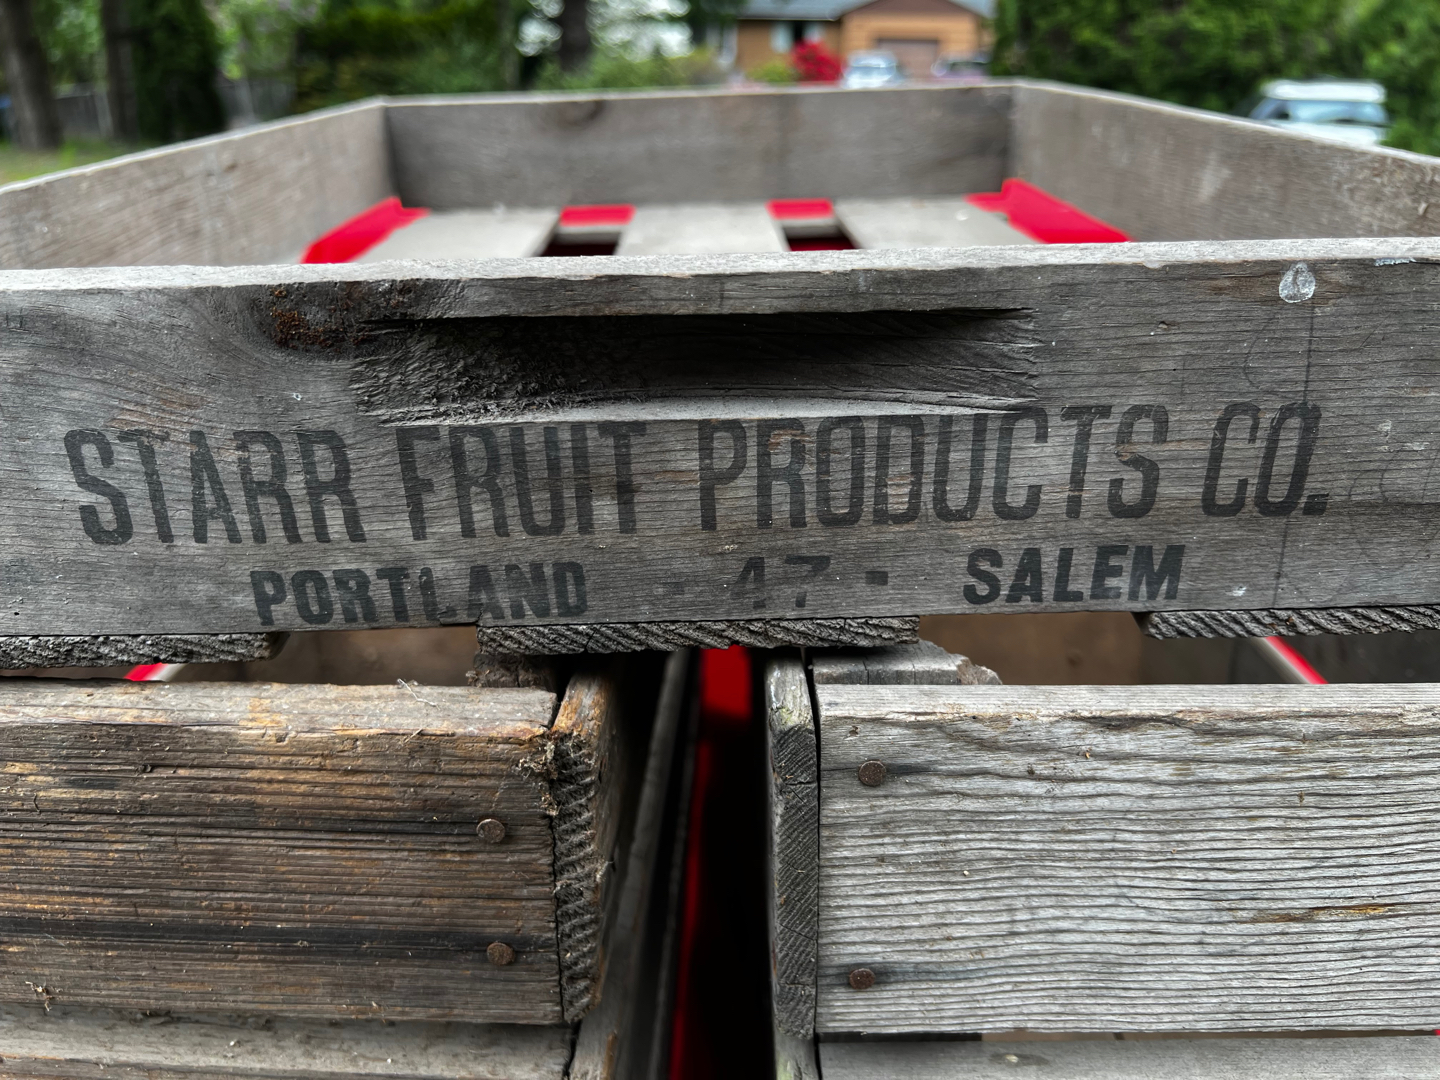 STARR FRUIT PRODUCTS CO.
PORTLAND - 47 - SALEM